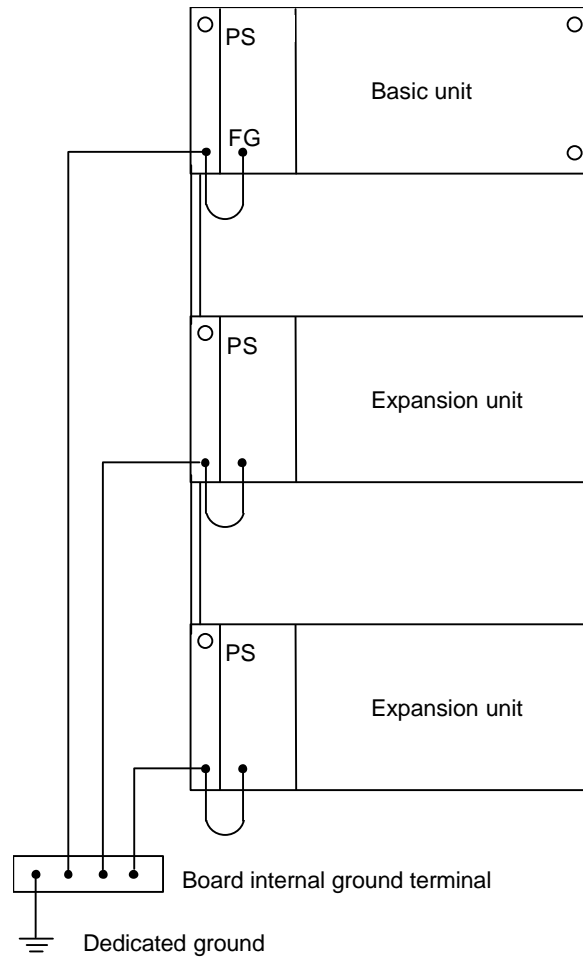 PS
Basic unit
FG
PS
Expansion unit
PS
Expansion unit
Board internal ground terminal
Dedicated ground